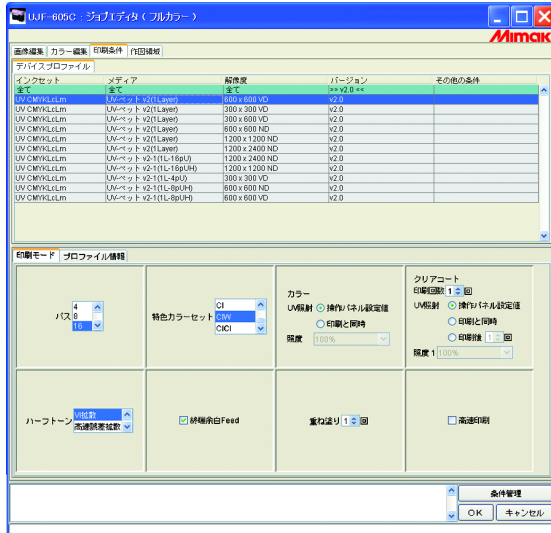 UJF-605C : ジョブエディタ ( フルカラー )
Mimaki
画像編集 カラー編集 印刷条件 作図領域
デバイスプロファイル
インクセット メディア 解像度 バージョン その他の条件
全て 全て 全て >> v2.0 <<
UV CMYKLcLm UV-ペット v2(1Layer) 600 x 600 VD v2.0
UV CMYKLcLm UV-ペット v2(1Layer) 300 x 300 VD v2.0
UV CMYKLcLm UV-ペット v2(1Layer) 300 x 600 VD v2.0
UV CMYKLcLm UV-ペット v2(1Layer) 600 x 600 ND v2.0
UV CMYKLcLm UV-ペット v2(1Layer) 1200 x 1200 ND v2.0
UV CMYKLcLm UV-ペット v2(1Layer) 1200 x 2400 ND v2.0
UV CMYKLcLm UV-ペット v2-1(1L-16pU) 1200 x 2400 ND v2.0
UV CMYKLcLm UV-ペット v2-1(1L-16pUH) 1200 x 1200 ND v2.0
UV CMYKLcLm UV-ペット v2-1(1L-4pU) 300 x 300 VD v2.0
UV CMYKLcLm UV-ペット v2-1(1L-8pUH) 600 x 600 ND v2.0
UV CMYKLcLm UV-ペット v2-1(1L-8pUH) 600 x 600 VD v2.0
印刷モード プロファイル情報
パス 4
8
16
特色カラーセット CI
CIW
CICI
カラー
UV照射 操作パネル設定値
印刷と同時
照度 100%
クリアコート
印刷回数 1 回
UV照射 操作パネル設定値
印刷と同時
印刷後 1 回
照度 1 100%
ハーフトーン VI拡散
高速誤差拡散
終端余白Feed
重ね塗り 1 回
高速印刷
条件管理
OK キャンセル